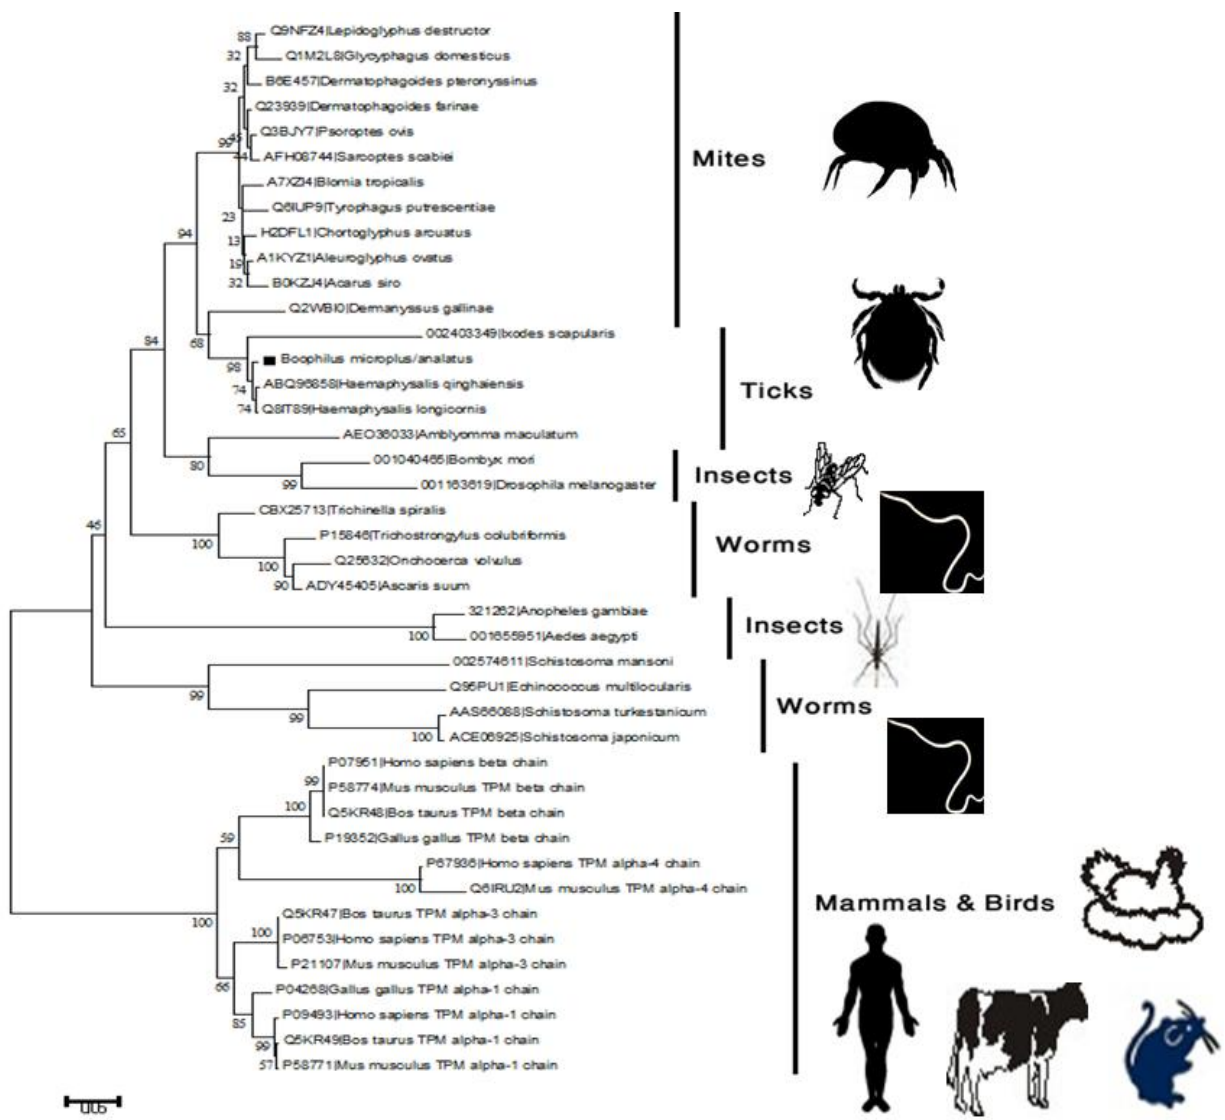 Q9NFZ4|Lepidoglyphus destructor
88
32
Q1M2L8|Glycyphagus domesticus
32
B6E457|Dermatophagoides pteronyssinus
Q23939|Dermatophagoides farinae
Q3BJY7|Psoroptes ovis
99
45
44
AFH08744|Sarcoptes scabiei
Mites
A7XZI4|Blomia tropicalis
Q6IUP9|Tyrophagus putrescentiae
23
94
H2DFL1|Chortoglyphus arcuatus
13
A1KYZ1|Aleuroglyphus ovatus
19
32
B0KZJ4|Acarus siro
Q2WBI0|Dermanyssus gallinae
002403349|Ixodes scapularis
84
68
Boophilus microplus/analatus
98
ABQ96858|Haemaphysalis qinghaiensis
74
Ticks
74
Q8IT89|Haemaphysalis longicornis
65
AEO36033|Amblyomma maculatum
80
001040465|Bombyx mori
99
001163619|Drosophila melanogaster
Insects
CBX25713|Trichinella spiralis
46
P15846|Trichostrongylus colubriformis
100
Worms
Q25632|Onchocerca volvulus
100
90
ADY45405|Ascaris suum
321262|Anopheles gambiae
Insects
100
001655951|Aedes aegypti
002574611|Schistosoma mansoni
99
Q95PU1|Echinococcus multilocularis
Worms
99
AAS66088|Schistosoma turkestanicum
100
ACE06925|Schistosoma japonicum
P07951|Homo sapiens beta chain
99
P58774|Mus musculus TPM beta chain
100
Q5KR48|Bos taurus TPM beta chain
59
P19352|Gallus gallus TPM beta chain
P67936|Homo sapiens TPM alpha-4 chain
100
Q6IRU2|Mus musculus TPM alpha-4 chain
Mammals & Birds
100
Q5KR47|Bos taurus TPM alpha-3 chain
100
P06753|Homo sapiens TPM alpha-3 chain
P21107|Mus musculus TPM alpha-3 chain
66
P04268|Gallus gallus TPM alpha-1 chain
85
P09493|Homo sapiens TPM alpha-1 chain
99
Q5KR49|Bos taurus TPM alpha-1 chain
57
P58771|Mus musculus TPM alpha-1 chain